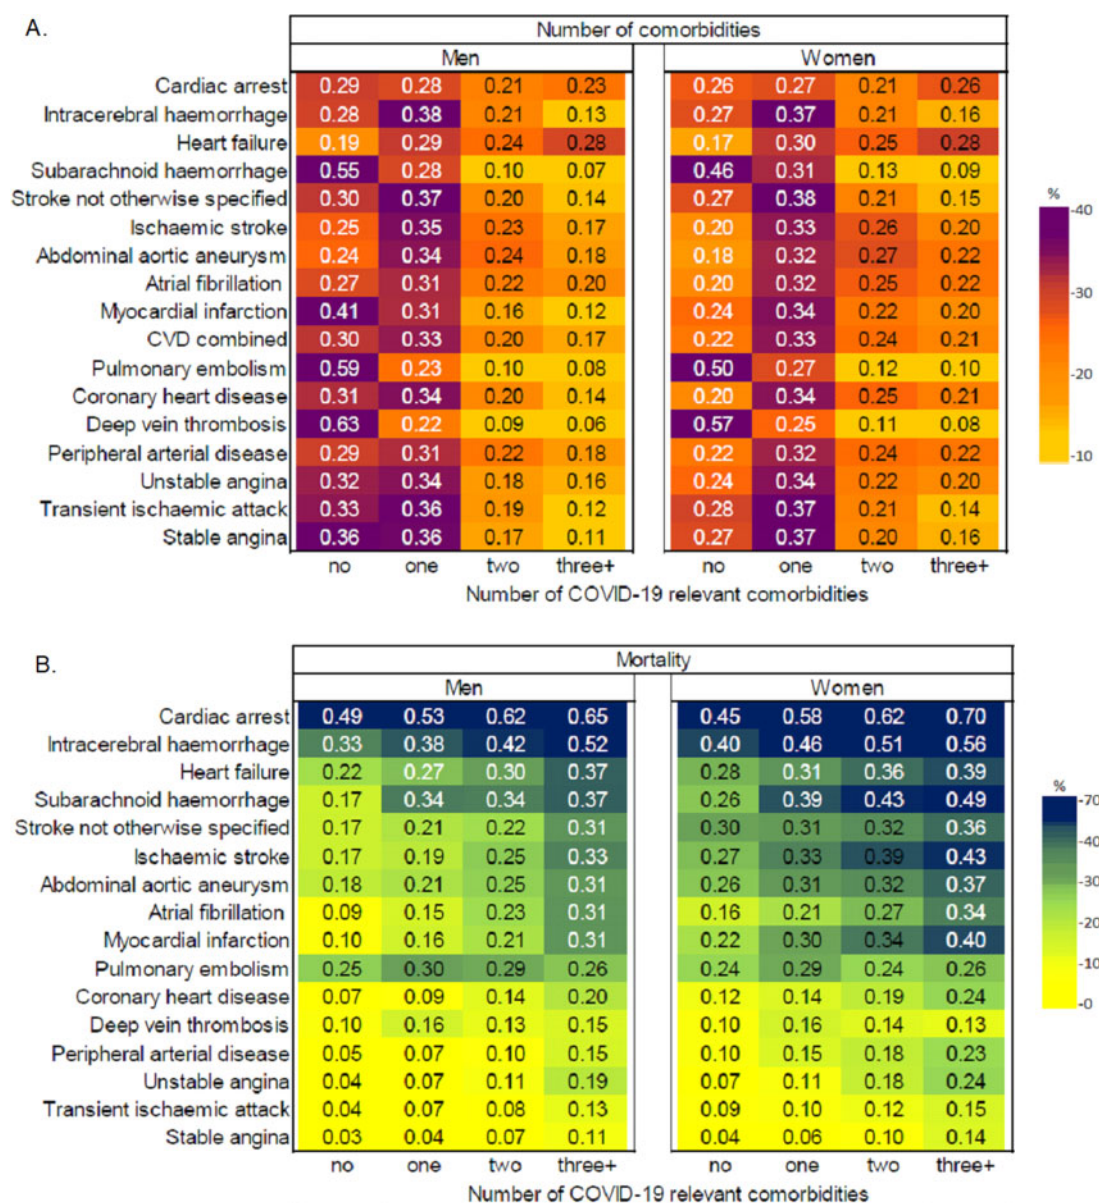 A.
Number of comorbidities
Men Women
Cardiac arrest 0.29 0.28 0.21 0.23 0.26 0.27 0.21 0.26
Intracerebral haemorrhage 0.28 0.38 0.21 0.13 0.27 0.37 0.21 0.16
Heart failure 0.19 0.29 0.24 0.28 0.17 0.30 0.25 0.28
Subarachnoid haemorrhage 0.55 0.28 0.10 0.07 0.46 0.31 0.13 0.09
Stroke not otherwise specified 0.30 0.37 0.20 0.14 0.27 0.38 0.21 0.15
Ischaemic stroke 0.25 0.35 0.23 0.17 0.20 0.33 0.26 0.20
Abdominal aortic aneurysm 0.24 0.34 0.24 0.18 0.18 0.32 0.27 0.22
Atrial fibrillation 0.27 0.31 0.22 0.20 0.20 0.32 0.25 0.22
Myocardial infarction 0.41 0.31 0.16 0.12 0.24 0.34 0.22 0.20
CVD combined 0.30 0.33 0.20 0.17 0.22 0.33 0.24 0.21
Pulmonary embolism 0.59 0.23 0.10 0.08 0.50 0.27 0.12 0.10
Coronary heart disease 0.31 0.34 0.20 0.14 0.20 0.34 0.25 0.21
Deep vein thrombosis 0.63 0.22 0.09 0.06 0.57 0.25 0.11 0.08
Peripheral arterial disease 0.29 0.31 0.22 0.18 0.22 0.32 0.24 0.22
Unstable angina 0.32 0.34 0.18 0.16 0.24 0.34 0.22 0.20
Transient ischaemic attack 0.33 0.36 0.19 0.12 0.28 0.37 0.21 0.14
Stable angina 0.36 0.36 0.17 0.11 0.27 0.37 0.20 0.16
no one two three+ no one two three+
Number of COVID-19 relevant comorbidities
%
-40
-30
-20
-10
B.
Mortality
Men Women
Cardiac arrest 0.49 0.53 0.62 0.65 0.45 0.58 0.62 0.70
Intracerebral haemorrhage 0.33 0.38 0.42 0.52 0.40 0.46 0.51 0.56
Heart failure 0.22 0.27 0.30 0.37 0.28 0.31 0.36 0.39
Subarachnoid haemorrhage 0.17 0.34 0.34 0.37 0.26 0.39 0.43 0.49
Stroke not otherwise specified 0.17 0.21 0.22 0.31 0.30 0.31 0.32 0.36
Ischaemic stroke 0.17 0.19 0.25 0.33 0.27 0.33 0.39 0.43
Abdominal aortic aneurysm 0.18 0.21 0.25 0.31 0.26 0.31 0.32 0.37
Atrial fibrillation 0.09 0.15 0.23 0.31 0.16 0.21 0.27 0.34
Myocardial infarction 0.10 0.16 0.21 0.31 0.22 0.30 0.34 0.40
Pulmonary embolism 0.25 0.30 0.29 0.26 0.24 0.29 0.24 0.26
Coronary heart disease 0.07 0.09 0.14 0.20 0.12 0.14 0.19 0.24
Deep vein thrombosis 0.10 0.16 0.13 0.15 0.10 0.16 0.14 0.13
Peripheral arterial disease 0.05 0.07 0.10 0.15 0.10 0.15 0.18 0.23
Unstable angina 0.04 0.07 0.11 0.19 0.07 0.11 0.18 0.24
Transient ischaemic attack 0.04 0.07 0.08 0.13 0.09 0.10 0.12 0.15
Stable angina 0.03 0.04 0.07 0.11 0.04 0.06 0.10 0.14
no one two three+ no one two three+
Number of COVID-19 relevant comorbidities
%
-70
-40
-30
-20
-10
-0